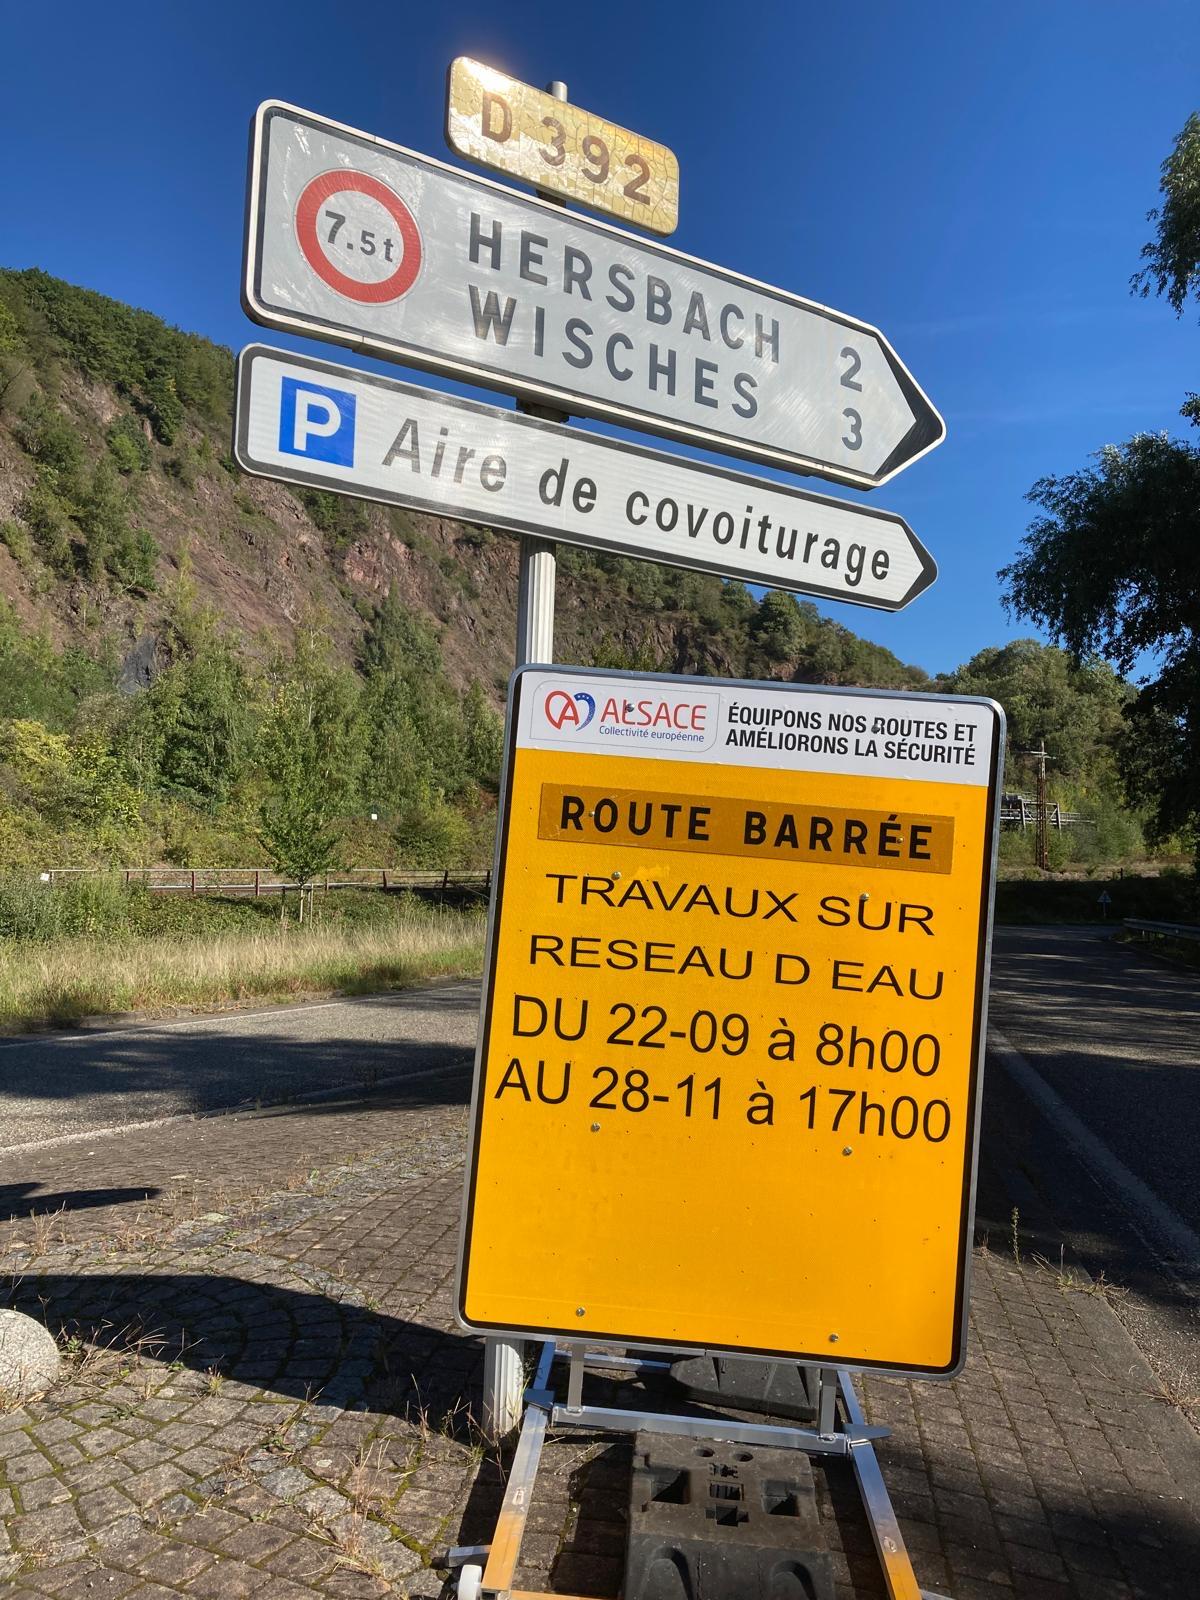 D 392
7.5t
HERSBACH 2
WISCHES 3
P Aire de covoiturage
ALSACE
Collectivité européenne
ÉQUIPONS NOS ROUTES ET
AMÉLIORONS LA SÉCURITÉ
ROUTE BARRÉE
TRAVAUX SUR
RESEAU D EAU
DU 22-09 à 8h00
AU 28-11 à 17h00